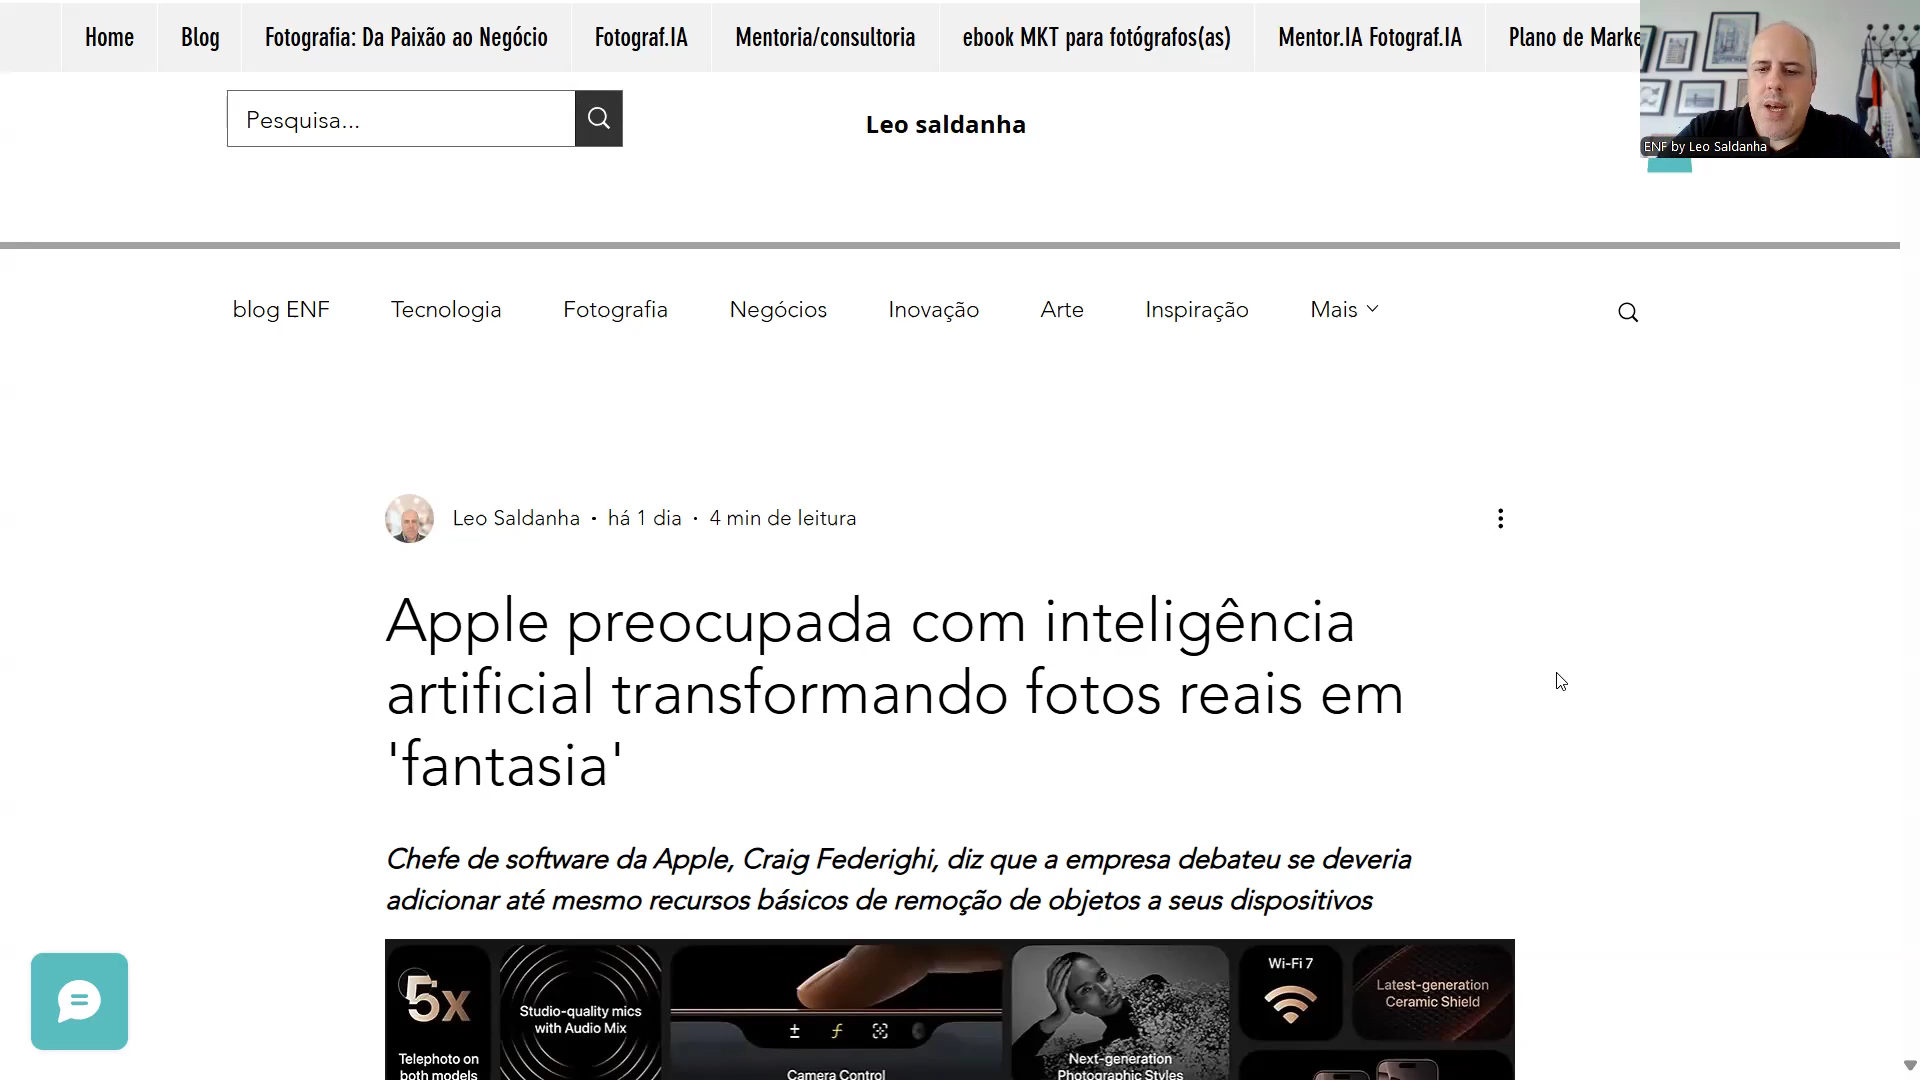 Home Blog Fotografia: Da Paixão ao Negócio Fotograf.IA Mentoria/consultoria ebook MKT para fotógrafos(as) Mentor.IA Fotograf.IA Plano de Marke
ENF by Leo Saldanha
Pesquisa...
Leo saldanha
blog ENF Tecnologia Fotografia Negócios Inovação Arte Inspiração Mais
Leo Saldanha · há 1 dia · 4 min de leitura
Apple preocupada com inteligência
artificial transformando fotos reais em
'fantasia'
Chefe de software da Apple, Craig Federighi, diz que a empresa debateu se deveria
adicionar até mesmo recursos básicos de remoção de objetos a seus dispositivos
5x
Telephoto on
both models
Studio-quality mics
with Audio Mix
Camera Control
Next-generation
Photographic Styles
Wi-Fi 7
Latest-generation
Ceramic Shield